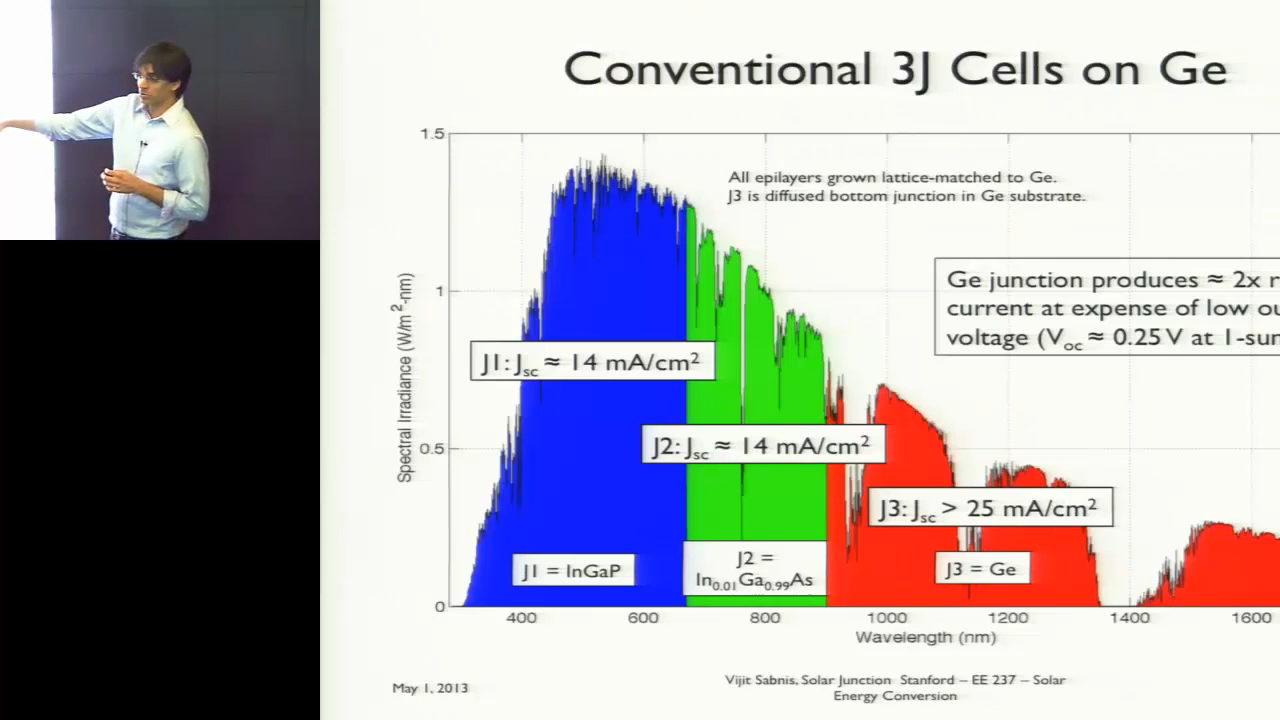 Conventional 3J Cells on Ge
All epilayers grown lattice-matched to Ge.
J3 is diffused bottom junction in Ge substrate.
Ge junction produces ≈ 2x
current at expense of low
voltage (Voc ≈ 0.25 V at 1-sun
J1: Jsc ≈ 14 mA/cm²
J2: Jsc ≈ 14 mA/cm²
J3: Jsc > 25 mA/cm²
J1 = InGaP
J2 =
In0.01Ga0.99As
J3 = Ge
Spectral Irradiance (W/m²-nm)
1.5
1
0.5
0
400 600 800 1000 1200 1400 1600
Wavelength (nm)
May 1, 2013
Vijit Sabnis, Solar Junction Stanford – EE 237 – Solar
Energy Conversion